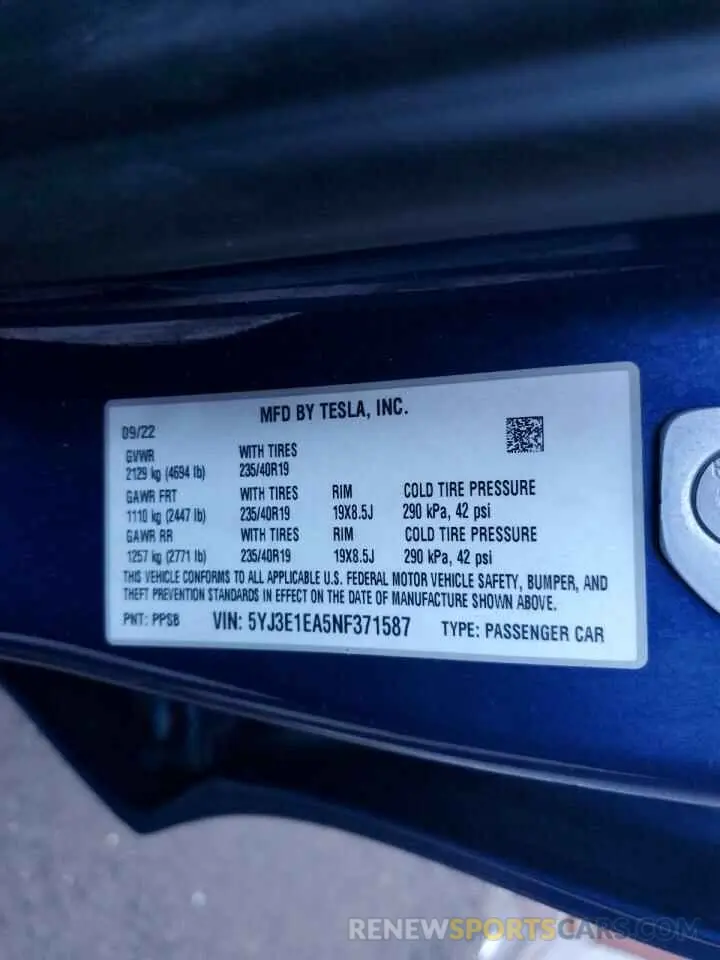 MFD BY TESLA, INC.
09/22
GVWR WITH TIRES
2129 kg (4694 lb) 235/40R19
GAWR FRT WITH TIRES RIM COLD TIRE PRESSURE
1110 kg (2447 lb) 235/40R19 19X8.5J 290 kPa, 42 psi
GAWR RR WITH TIRES RIM COLD TIRE PRESSURE
1257 kg (2771 lb) 235/40R19 19X8.5J 290 kPa, 42 psi
THIS VEHICLE CONFORMS TO ALL APPLICABLE U.S. FEDERAL MOTOR VEHICLE SAFETY, BUMPER, AND
THEFT PREVENTION STANDARDS IN EFFECT ON THE DATE OF MANUFACTURE SHOWN ABOVE.
PNT: PPSB VIN: 5YJ3E1EA5NF371587 TYPE: PASSENGER CAR
RENEWSPORTSCARS.COM